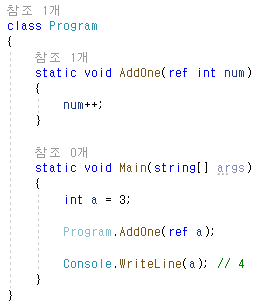 참조 1개
class Program
{
    참조 1개
    static void AddOne(ref int num)
    {
        num++;
    }

    참조 0개
    static void Main(string[] args)
    {
        int a = 3;

        Program.AddOne(ref a);

        Console.WriteLine(a); // 4
    }
}